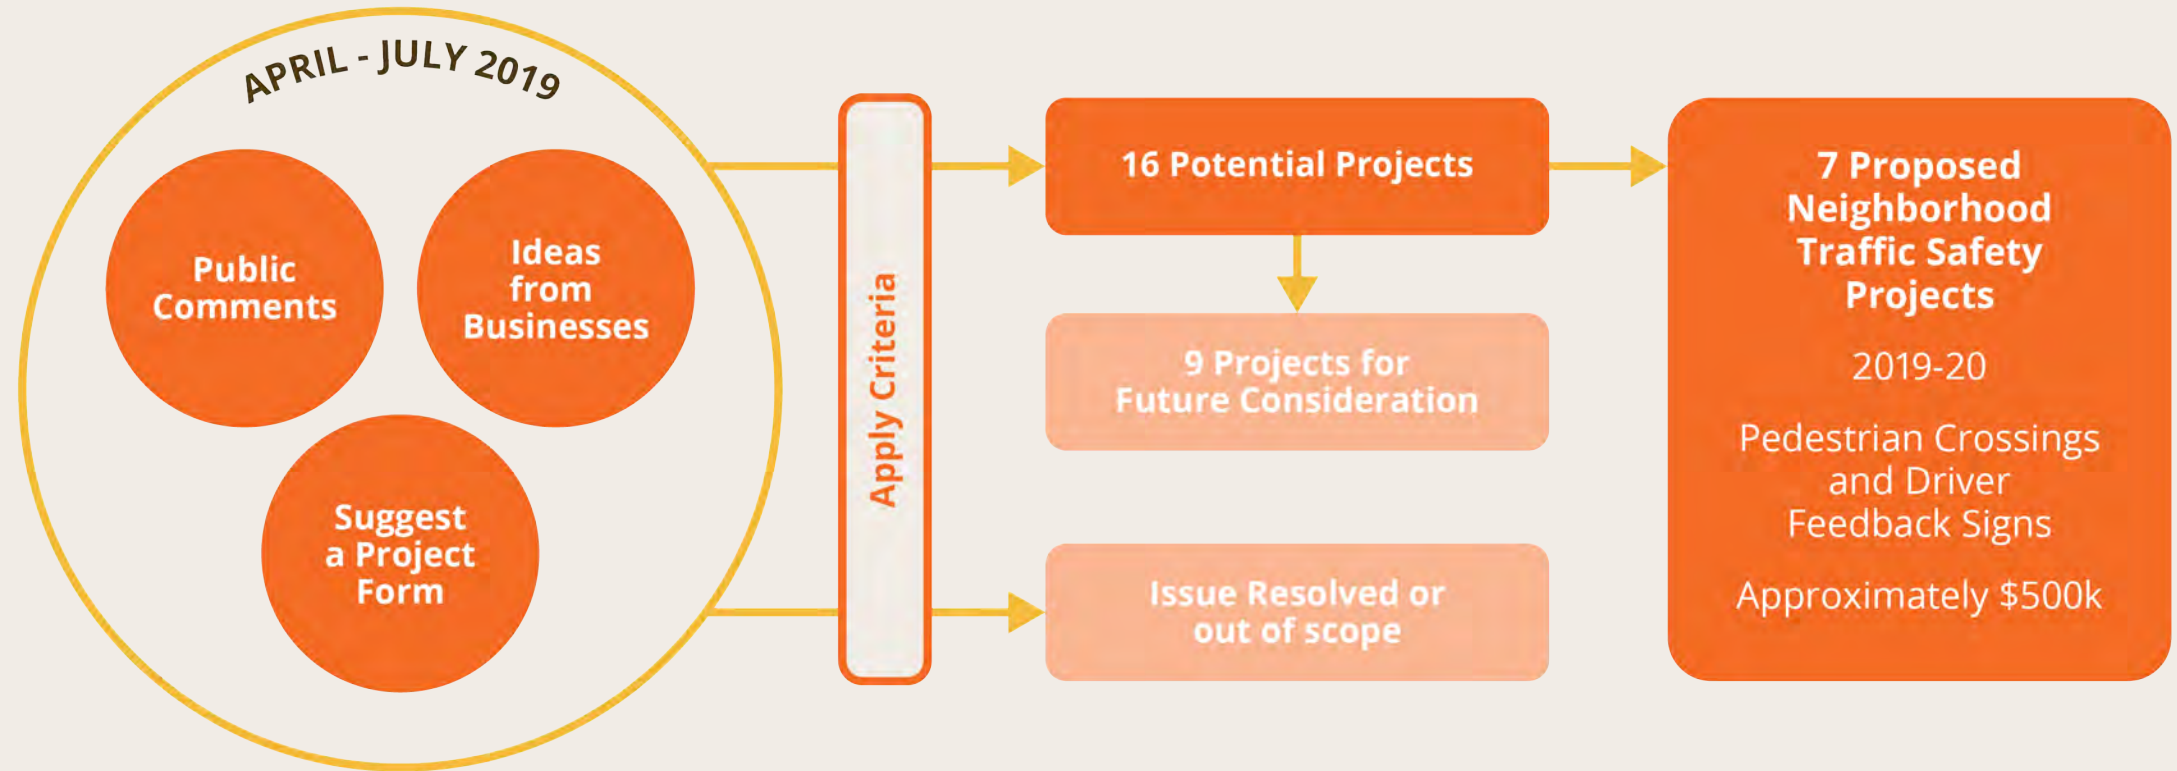 APRIL - JULY 2019
Public
Comments
Ideas
from
Businesses
Suggest
a Project
Form
Apply Criteria
16 Potential Projects
9 Projects for
Future Consideration
Issue Resolved or
out of scope
7 Proposed
Neighborhood
Traffic Safety
Projects
2019-20
Pedestrian Crossings
and Driver
Feedback Signs
Approximately $500k